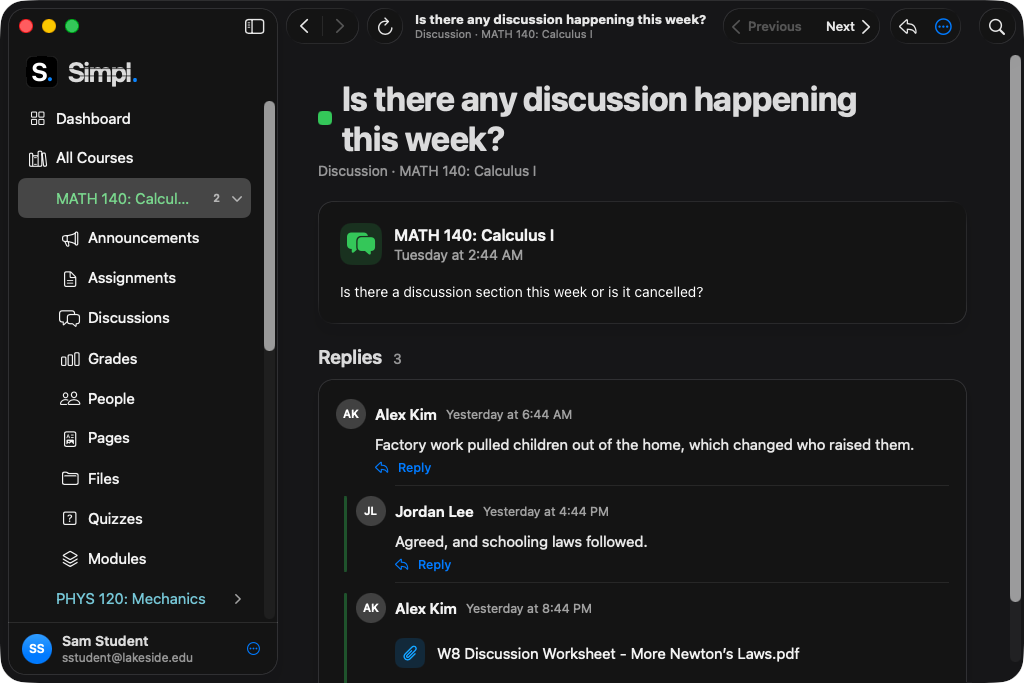 Is there any discussion happening this week?
Discussion · MATH 140: Calculus I
Previous
Next
S.
Simpl.
Dashboard
All Courses
MATH 140: Calcul... 2
Announcements
Assignments
Discussions
Grades
People
Pages
Files
Quizzes
Modules
PHYS 120: Mechanics
SS
Sam Student
sstudent@lakeside.edu
Is there any discussion happening
this week?
Discussion · MATH 140: Calculus I
MATH 140: Calculus I
Tuesday at 2:44 AM
Is there a discussion section this week or is it cancelled?
Replies 3
AK Alex Kim Yesterday at 6:44 AM
Factory work pulled children out of the home, which changed who raised them.
Reply
JL Jordan Lee Yesterday at 4:44 PM
Agreed, and schooling laws followed.
Reply
AK Alex Kim Yesterday at 8:44 PM
W8 Discussion Worksheet - More Newton’s Laws.pdf